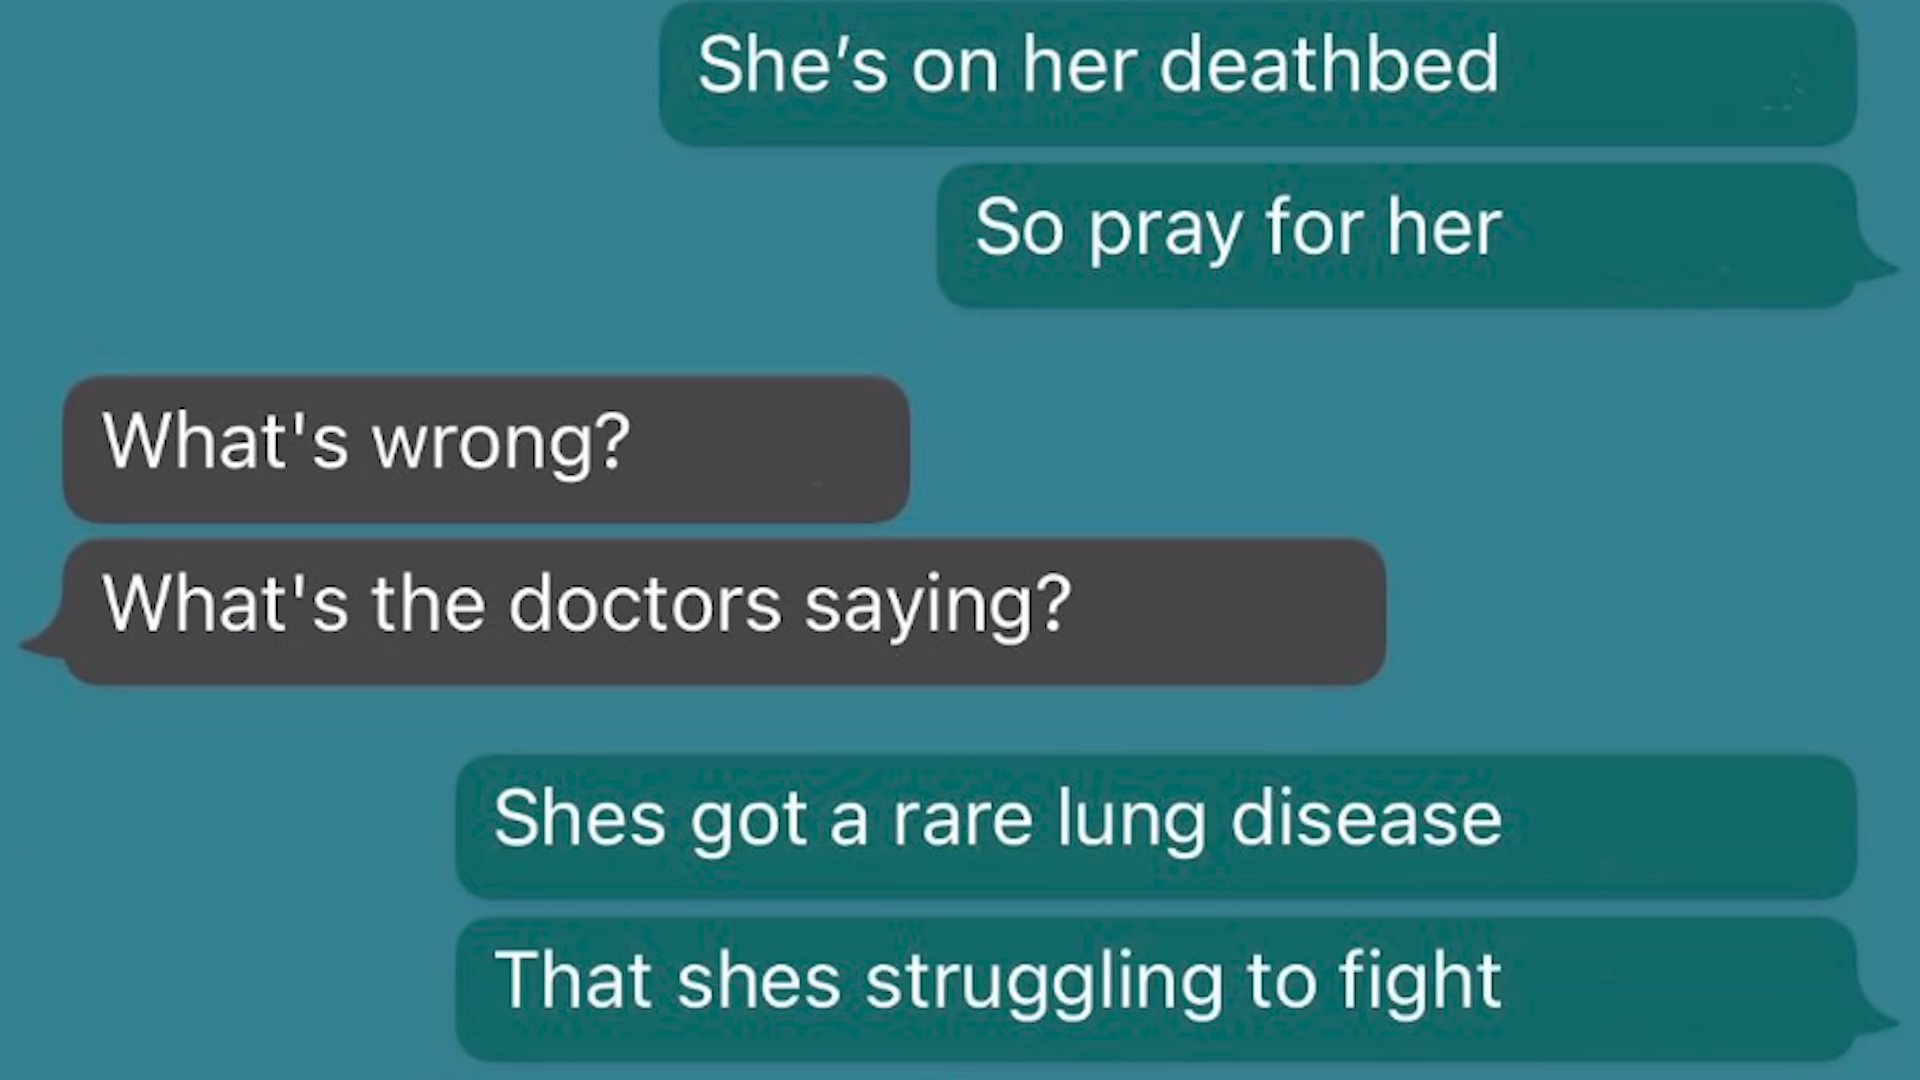 She’s on her deathbed
So pray for her
What's wrong?
What's the doctors saying?
Shes got a rare lung disease
That shes struggling to fight